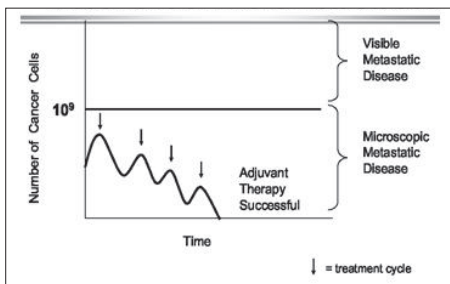 Visible
Metastatic
Disease
Number of Cancer Cells
10⁹
Microscopic
Metastatic
Disease
Adjuvant
Therapy
Successful
Time
↓ = treatment cycle